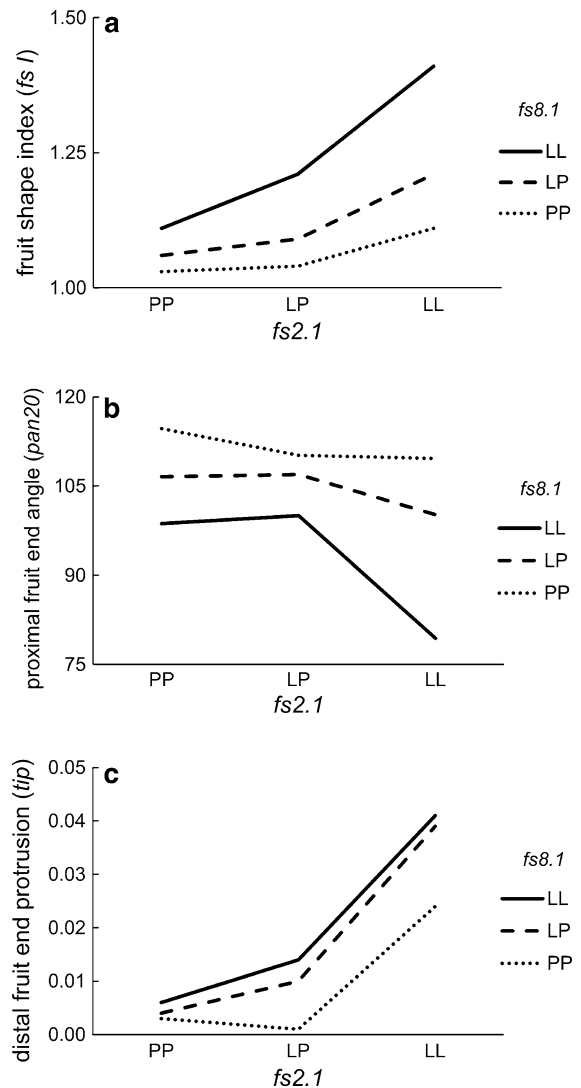 a
fruit shape index (fs I)
1.50
1.25
1.00
PP LP LL
fs2.1
fs8.1
LL
LP
PP
b
proximal fruit end angle (pan20)
120
105
90
75
PP LP LL
fs2.1
fs8.1
LL
LP
PP
c
distal fruit end protrusion (tip)
0.05
0.04
0.03
0.02
0.01
0.00
PP LP LL
fs2.1
fs8.1
LL
LP
PP